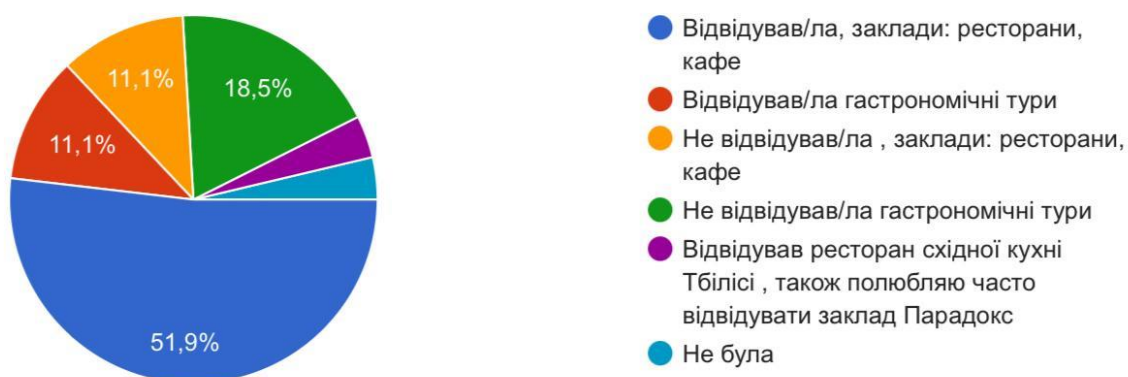 11,1%
18,5%
11,1%
51,9%
Відвідував/ла, заклади: ресторани,
кафе
Відвідував/ла гастрономічні тури
Не відвідував/ла , заклади: ресторани,
кафе
Не відвідував/ла гастрономічні тури
Відвідував ресторан східної кухні
Тбілісі , також полюбляю часто
відвідувати заклад Парадокс
Не була